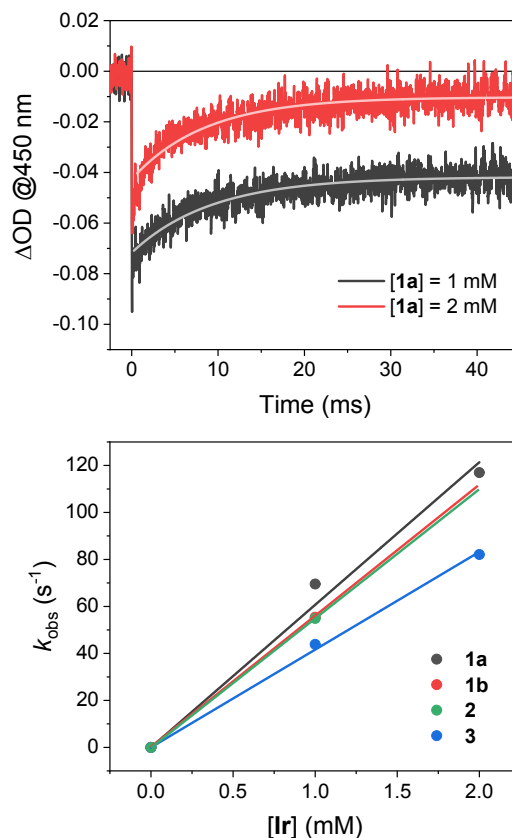 0.02
0.00
-0.02
-0.04
-0.06
-0.08
-0.10
ΔOD @450 nm
[1a] = 1 mM
[1a] = 2 mM
0 10 20 30 40
Time (ms)
120
100
80
60
40
20
0
kobs (s⁻¹)
1a
1b
2
3
0.0 0.5 1.0 1.5 2.0
[Ir] (mM)